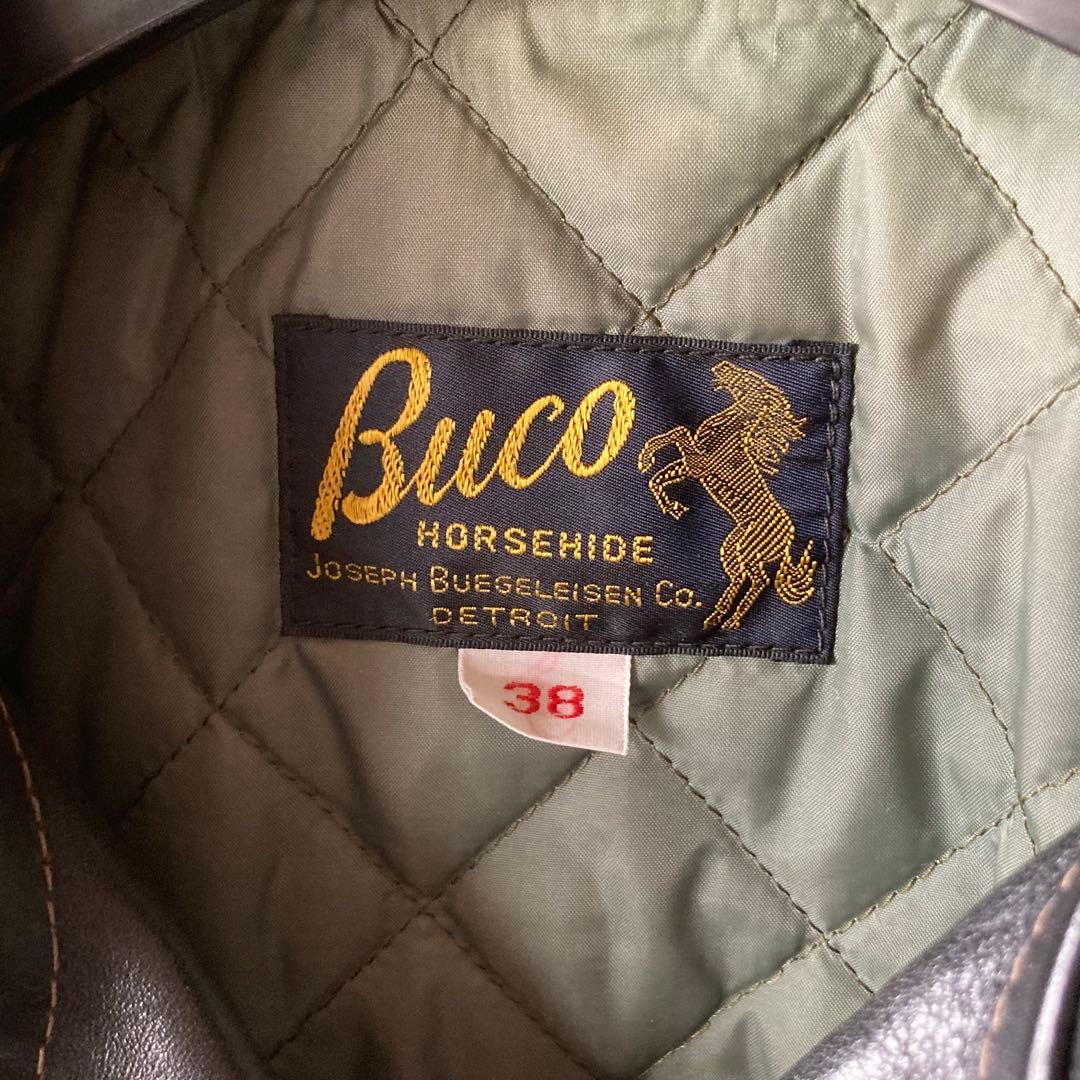 Buco
HORSEHIDE
JOSEPH BUEGELEISEN CO.
DETROIT
38